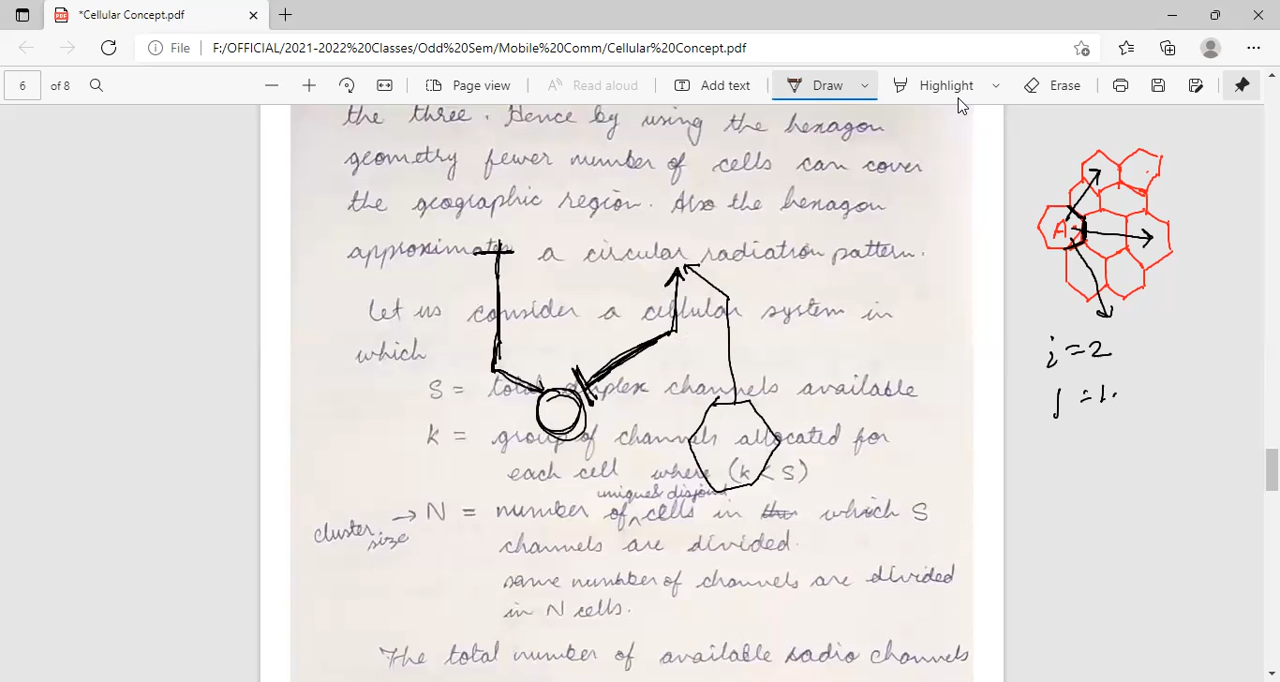 *Cellular Concept.pdf
File F:/OFFICIAL/2021-2022%20Classes/Odd%20Sem/Mobile%20Comm/Cellular%20Concept.pdf
6 of 8 Page view Read aloud Add text Draw Highlight Erase
the three. Hence by using the hexagon
geometry fewer number of cells can cover
the geographic region. Also the hexagon
approximates a circular radiation pattern.
Let us consider a cellular system in
which
S = total duplex channels available
k = group of channels allocated for
each cell where (k < S)
unique & disjoint
cluster size → N = number of cells in the which S
channels are divided.
same number of channels are divided
in N cells.
The total number of available radio channels
A
i = 2
j = 1.